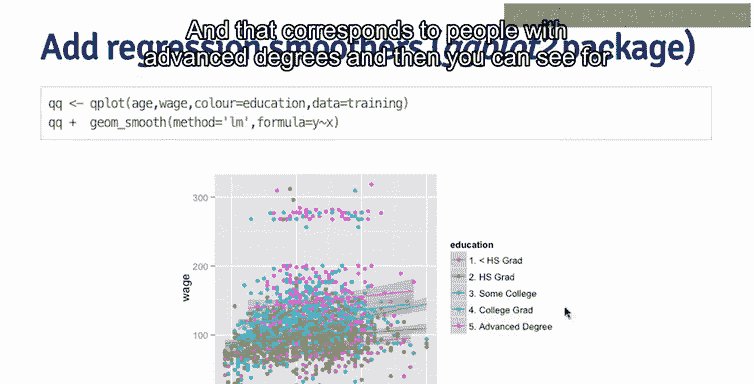 And that corresponds to people with
advanced degrees and then you can see for
Add regression smoothers (ggplot2 package)
qq <- qplot(age,wage,colour=education,data=training)
qq + geom_smooth(method='lm',formula=y~x)
300
200
100
wage
education
1. < HS Grad
2. HS Grad
3. Some College
4. College Grad
5. Advanced Degree